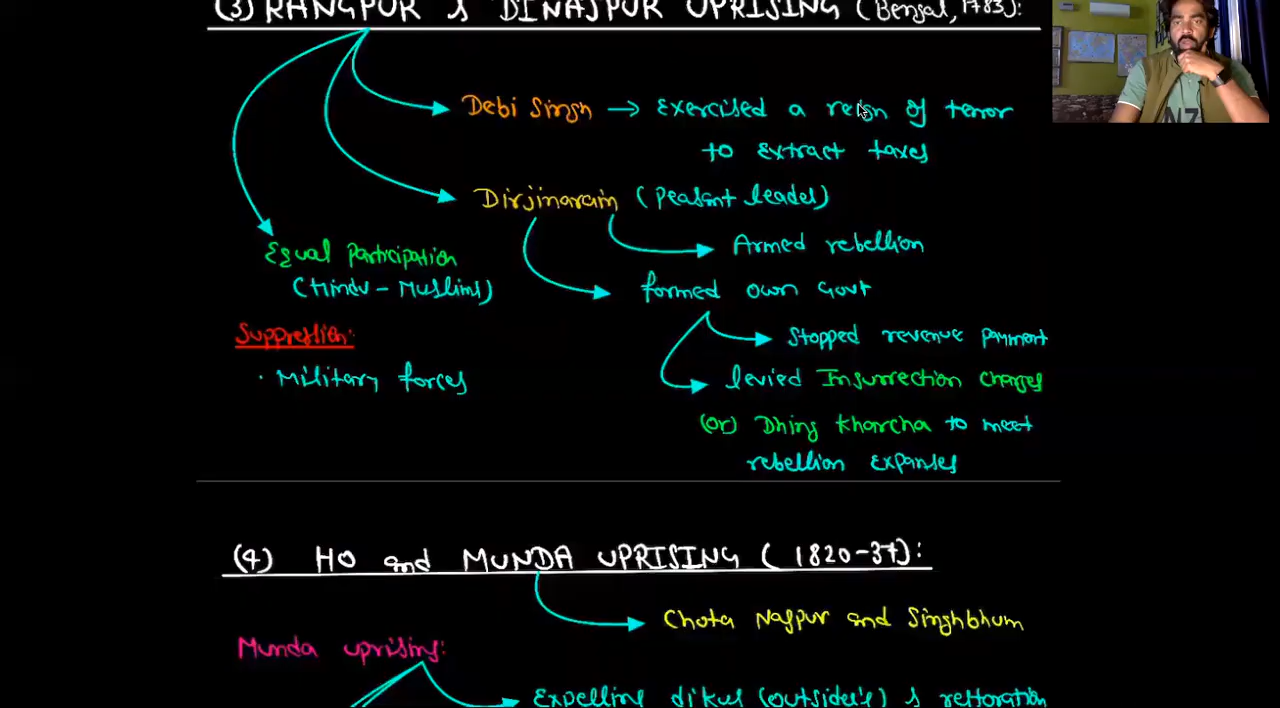 (3) RANGPUR & DINAJPUR UPRISING (Bengal, 1783):
Debi Singh → Exercised a reign of terror
to extract taxes
Dirjinarain (Peasant leader)
Armed rebellion
Equal participation
(Hindu - Muslims)
formed own Govt
Suppression:
Stopped revenue payment
· Military forces
levied Insurrection charges
(or) Dhing kharcha to meet
rebellion expanses
(4) HO and MUNDA UPRISING (1820-37):
Chota Nagpur and Singhbhum
Munda uprising:
Expelling dikus (outsider's) & restoration